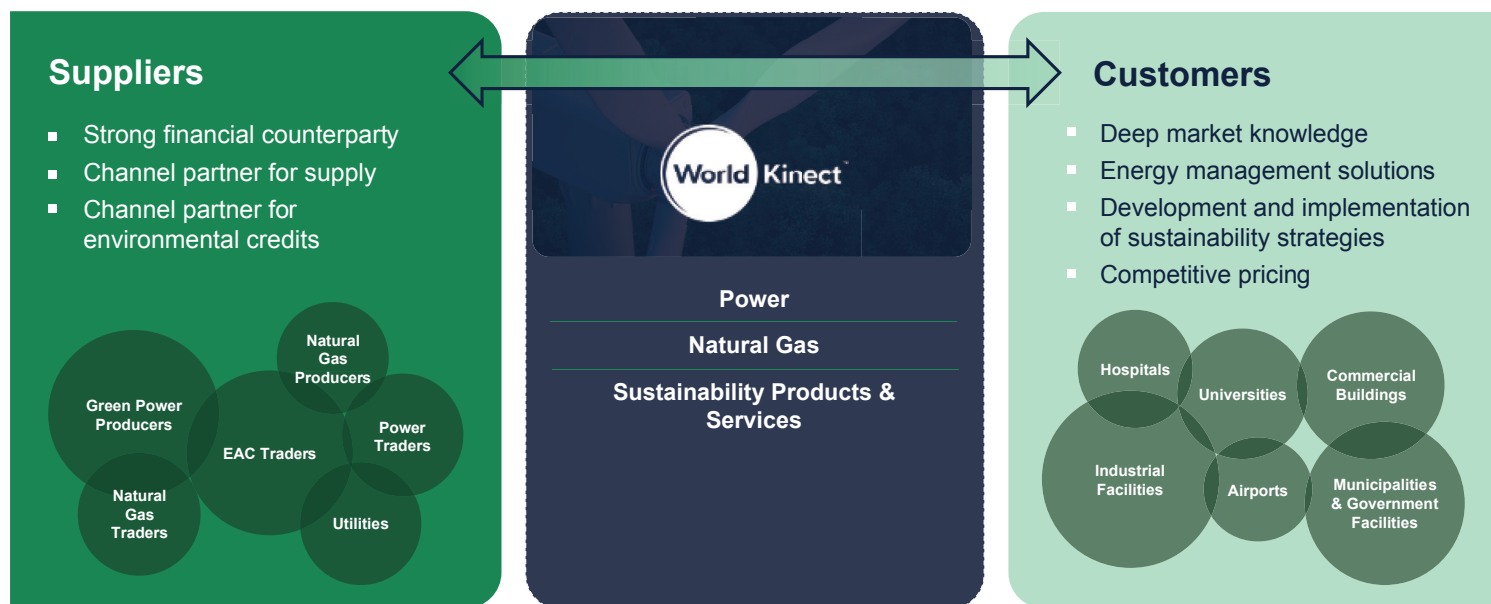 Suppliers
Strong financial counterparty
Channel partner for supply
Channel partner for
environmental credits
Natural
Gas
Producers
Green Power
Producers
EAC Traders
Power
Traders
Natural
Gas
Traders
Utilities
World Kinect™
Power
Natural Gas
Sustainability Products &
Services
Customers
Deep market knowledge
Energy management solutions
Development and implementation
of sustainability strategies
Competitive pricing
Hospitals
Universities
Commercial
Buildings
Industrial
Facilities
Airports
Municipalities
& Government
Facilities